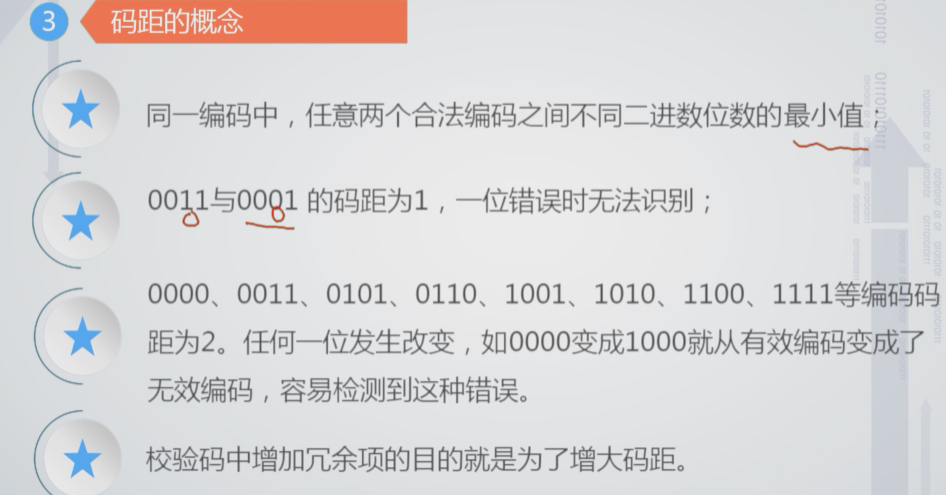 3
码距的概念
同一编码中，任意两个合法编码之间不同二进数位数的最小值；
0011与0001 的码距为1，一位错误时无法识别；
0000、0011、0101、0110、1001、1010、1100、1111等编码码
距为2。任何一位发生改变，如0000变成1000就从有效编码变成了
无效编码，容易检测到这种错误。
校验码中增加冗余项的目的就是为了增大码距。